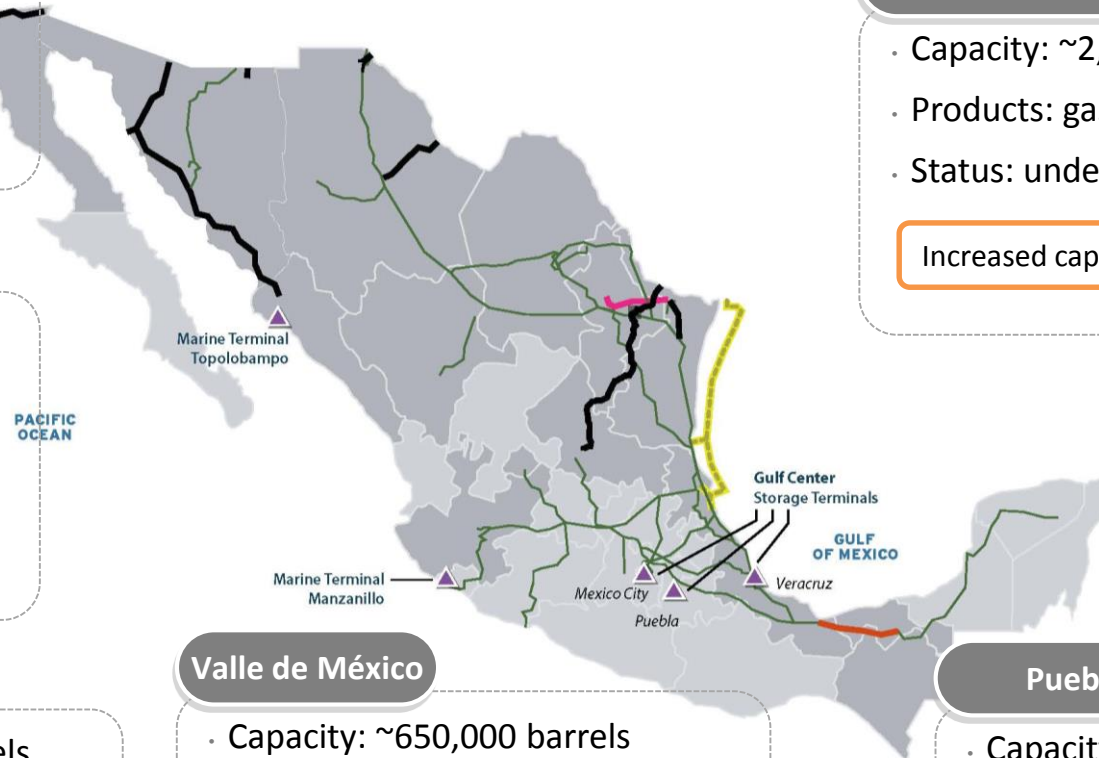 · Capacity: ~2,
· Products: ga
· Status: unde
Increased cap
Marine Terminal
Topolobampo
PACIFIC
OCEAN
Gulf Center
Storage Terminals
GULF
OF MEXICO
Marine Terminal
Manzanillo
Mexico City
Veracruz
Puebla
Valle de México
Pueb
els
· Capacity: ~650,000 barrels
· Capacity